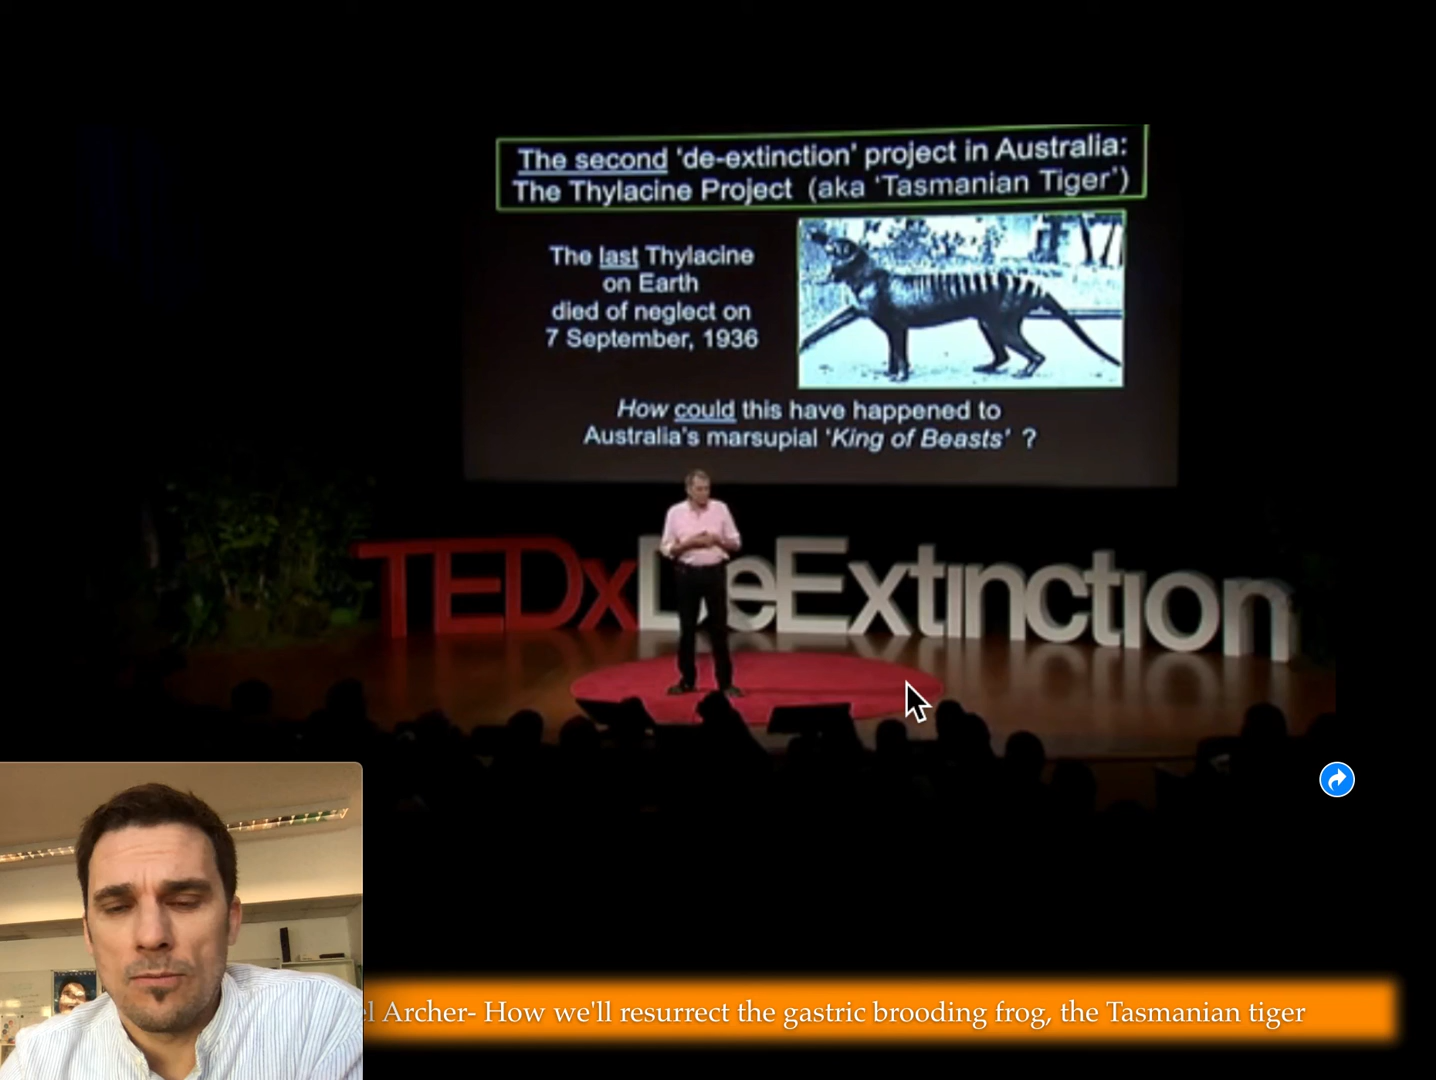 The second 'de-extinction' project in Australia:
The Thylacine Project (aka 'Tasmanian Tiger')
The last Thylacine
on Earth
died of neglect on
7 September, 1936
How could this have happened to
Australia's marsupial 'King of Beasts' ?
TEDxDeExtinction
el Archer- How we'll resurrect the gastric brooding frog, the Tasmanian tiger